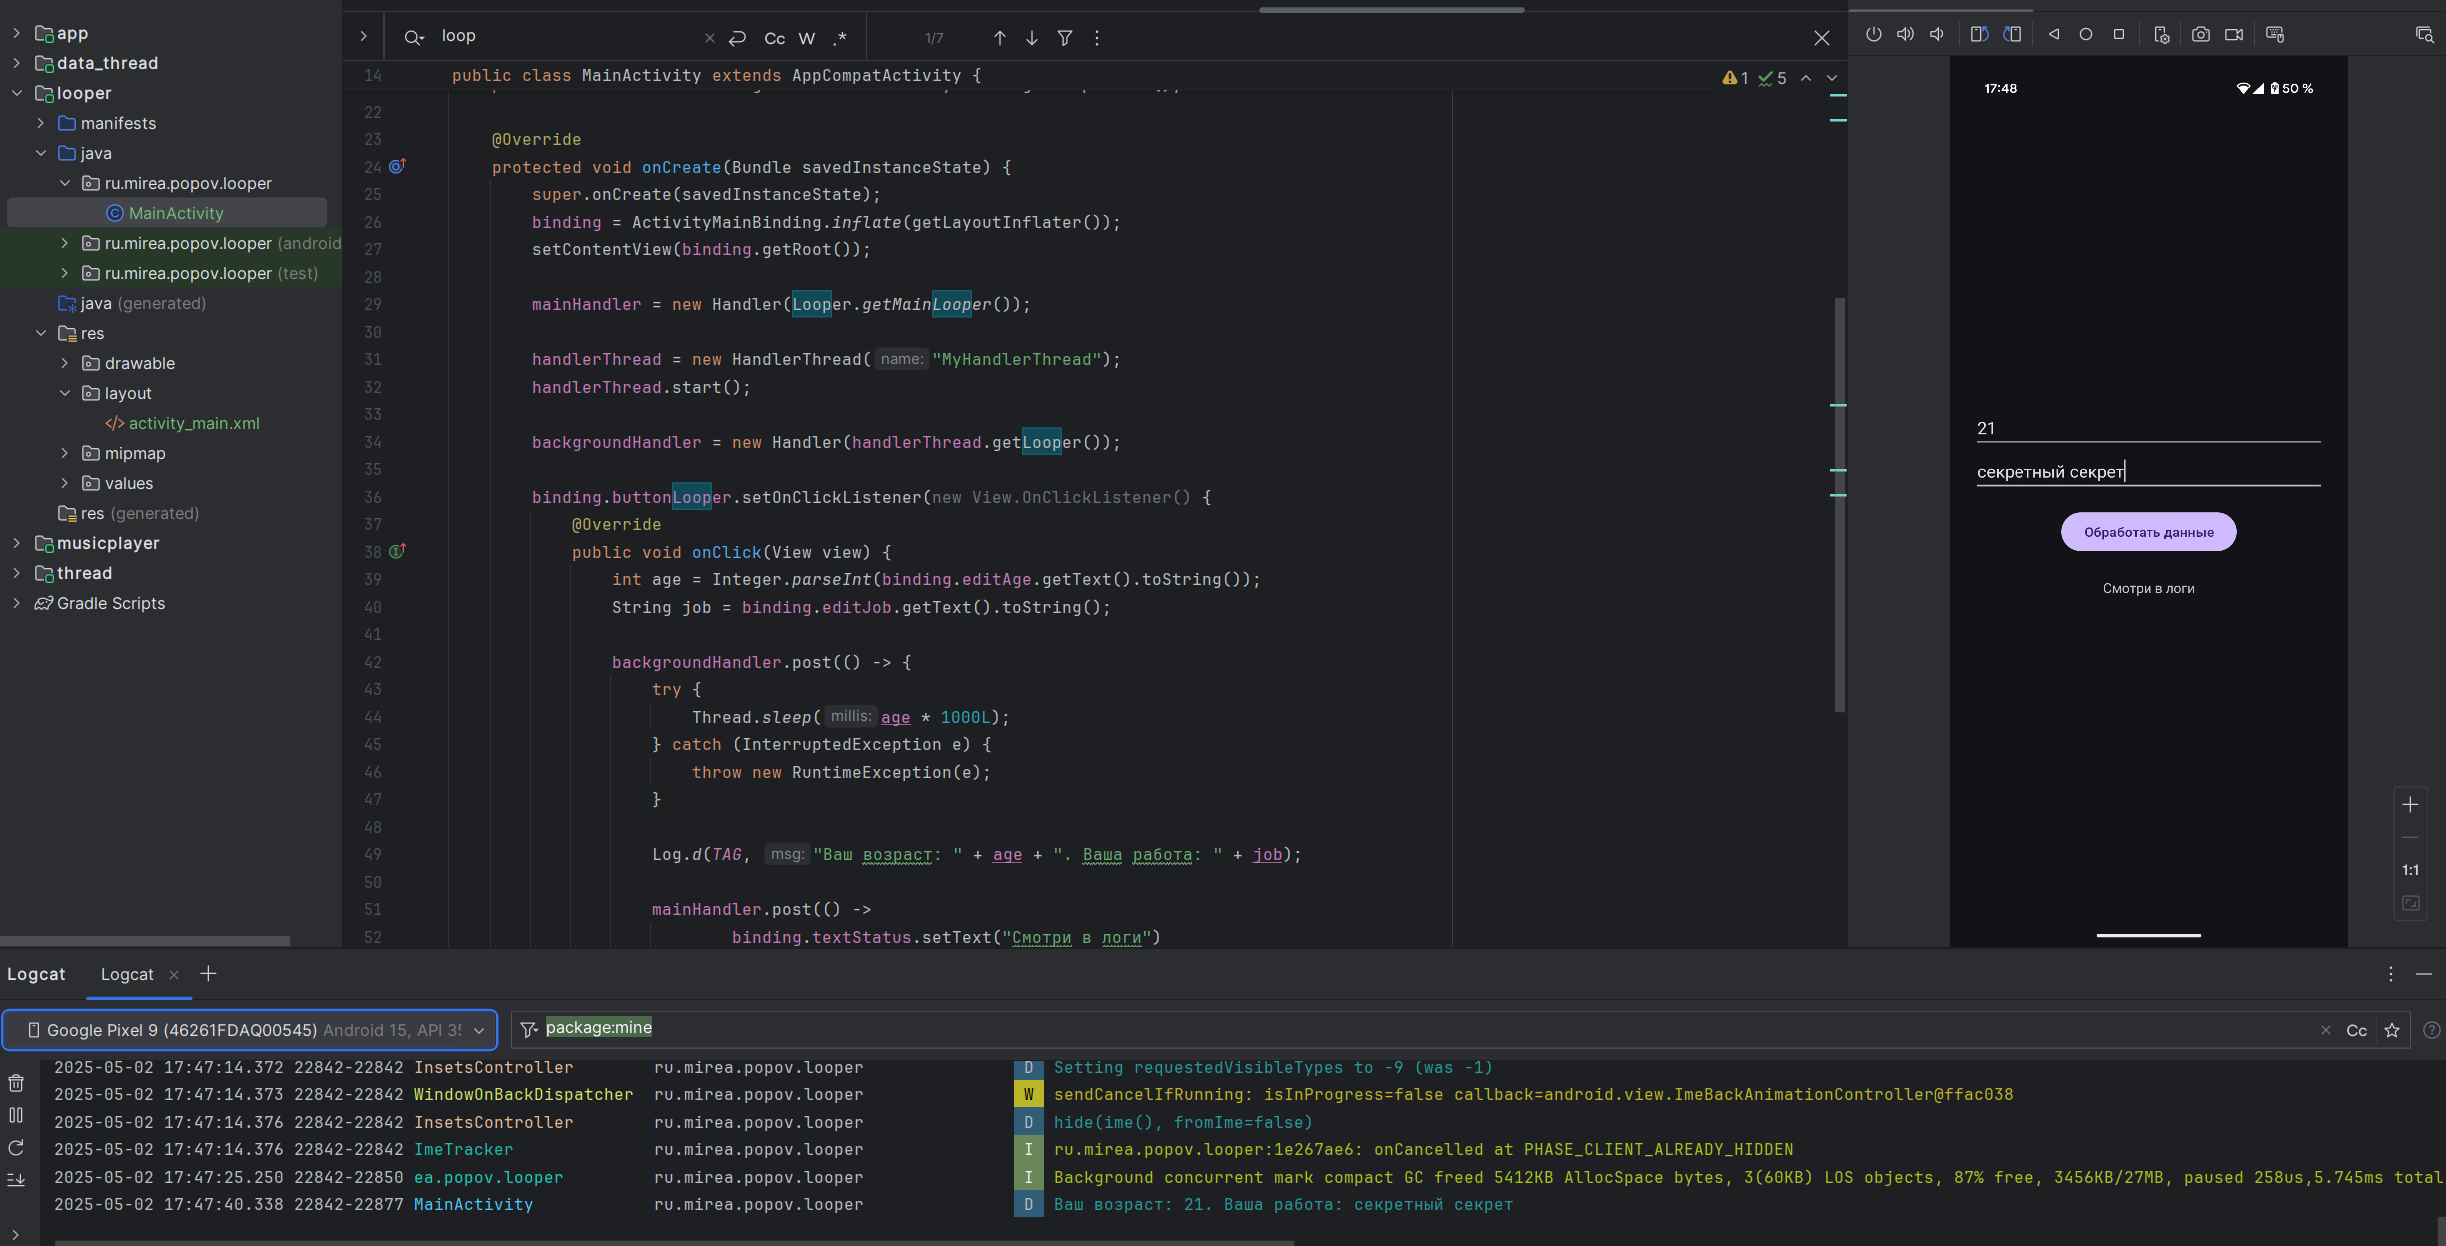 app
data_thread
looper
manifests
java
ru.mirea.popov.looper
MainActivity
ru.mirea.popov.looper (android
ru.mirea.popov.looper (test)
java (generated)
res
drawable
layout
activity_main.xml
mipmap
values
res (generated)
musicplayer
thread
Gradle Scripts
loop
Cc W .*
1/7
14 public class MainActivity extends AppCompatActivity {
1 5
22
23 @Override
24 protected void onCreate(Bundle savedInstanceState) {
25 super.onCreate(savedInstanceState);
26 binding = ActivityMainBinding.inflate(getLayoutInflater());
27 setContentView(binding.getRoot());
28
29 mainHandler = new Handler(Looper.getMainLooper());
30
31 handlerThread = new HandlerThread( name: "MyHandlerThread");
32 handlerThread.start();
33
34 backgroundHandler = new Handler(handlerThread.getLooper());
35
36 binding.buttonLooper.setOnClickListener(new View.OnClickListener() {
37 @Override
38 public void onClick(View view) {
39 int age = Integer.parseInt(binding.editAge.getText().toString());
40 String job = binding.editJob.getText().toString();
41
42 backgroundHandler.post(() -> {
43 try {
44 Thread.sleep( millis: age * 1000L);
45 } catch (InterruptedException e) {
46 throw new RuntimeException(e);
47 }
48
49 Log.d(TAG, msg: "Ваш возраст: " + age + ". Ваша работа: " + job);
50
51 mainHandler.post(() ->
52 binding.textStatus.setText("Смотри в логи")
17:48
50 %
21
секретный секрет
Обработать данные
Смотри в логи
1:1
Logcat
Logcat
Google Pixel 9 (46261FDAQ00545) Android 15, API 35
package:mine
Cc
2025-05-02 17:47:14.372 22842-22842 InsetsController ru.mirea.popov.looper D Setting requestedVisibleTypes to -9 (was -1)
2025-05-02 17:47:14.373 22842-22842 WindowOnBackDispatcher ru.mirea.popov.looper W sendCancelIfRunning: isInProgress=false callback=android.view.ImeBackAnimationController@ffac038
2025-05-02 17:47:14.376 22842-22842 InsetsController ru.mirea.popov.looper D hide(ime(), fromIme=false)
2025-05-02 17:47:14.376 22842-22842 ImeTracker ru.mirea.popov.looper I ru.mirea.popov.looper:1e267ae6: onCancelled at PHASE_CLIENT_ALREADY_HIDDEN
2025-05-02 17:47:25.250 22842-22850 ea.popov.looper ru.mirea.popov.looper I Background concurrent mark compact GC freed 5412KB AllocSpace bytes, 3(60KB) LOS objects, 87% free, 3456KB/27MB, paused 258us,5.745ms total
2025-05-02 17:47:40.338 22842-22877 MainActivity ru.mirea.popov.looper D Ваш возраст: 21. Ваша работа: секретный секрет